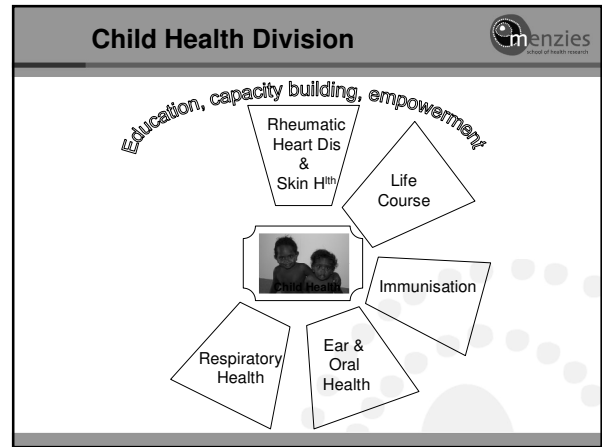 Child Health Division
menzies
school of health research
Education, capacity building, empowerment
Rheumatic
Heart Dis
&
Skin Hlth
Life
Course
Immunisation
Ear &
Oral
Health
Respiratory
Health
Child Health